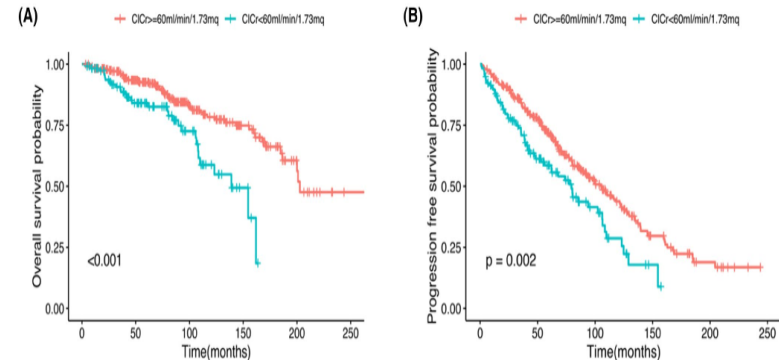 (A)
ClCr>=60ml/min/1.73mq ClCr<60ml/min/1.73mq
Overall survival probability
1.00
0.75
0.50
0.25
0.00
<0.001
0 50 100 150 200 250
Time(months)
(B)
ClCr>=60ml/min/1.73mq ClCr<60ml/min/1.73mq
Progression free survival probability
1.00
0.75
0.50
0.25
0.00
p = 0.002
0 50 100 150 200 250
Time(months)